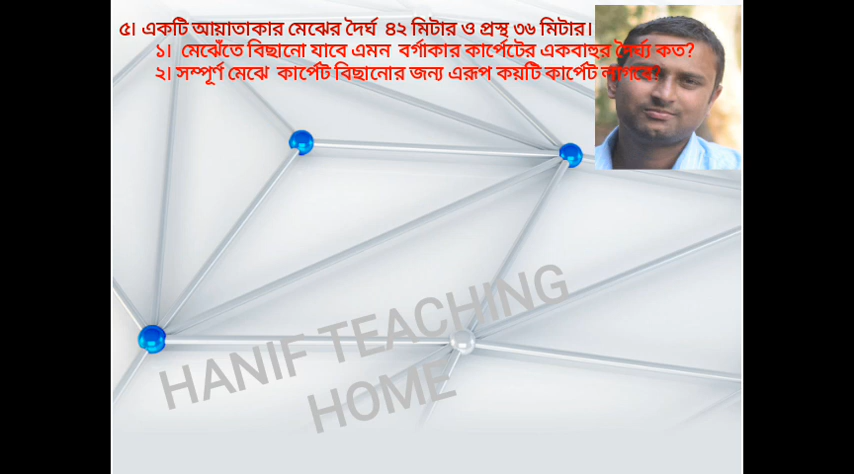 ৫। একটি আয়াতাকার মেঝের দৈর্ঘ ৪২ মিটার ও প্রস্থ ৩৬ মিটার।
১। মেঝেঁতে বিছানো যাবে এমন বর্গাকার কার্পেটের একবাহুর দৈর্ঘ্য কত?
২। সম্পূর্ণ মেঝে কার্পেট বিছানোর জন্য এরূপ কয়টি কার্পেট লাগবে?
HANIF TEACHING
HOME